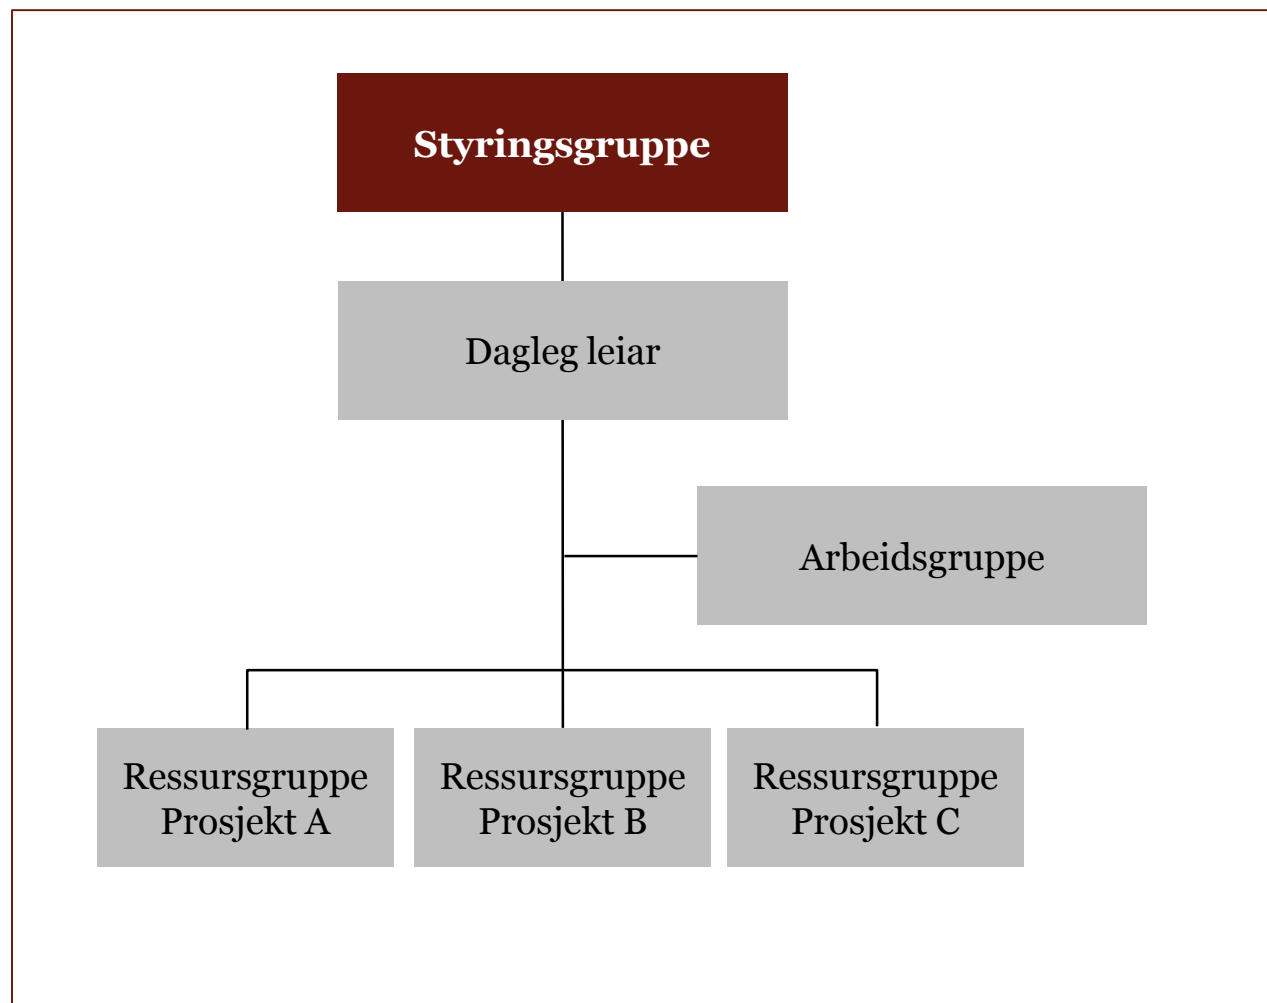 Styringsgruppe
Dagleg leiar
Arbeidsgruppe
Ressursgruppe
Prosjekt A
Ressursgruppe
Prosjekt B
Ressursgruppe
Prosjekt C